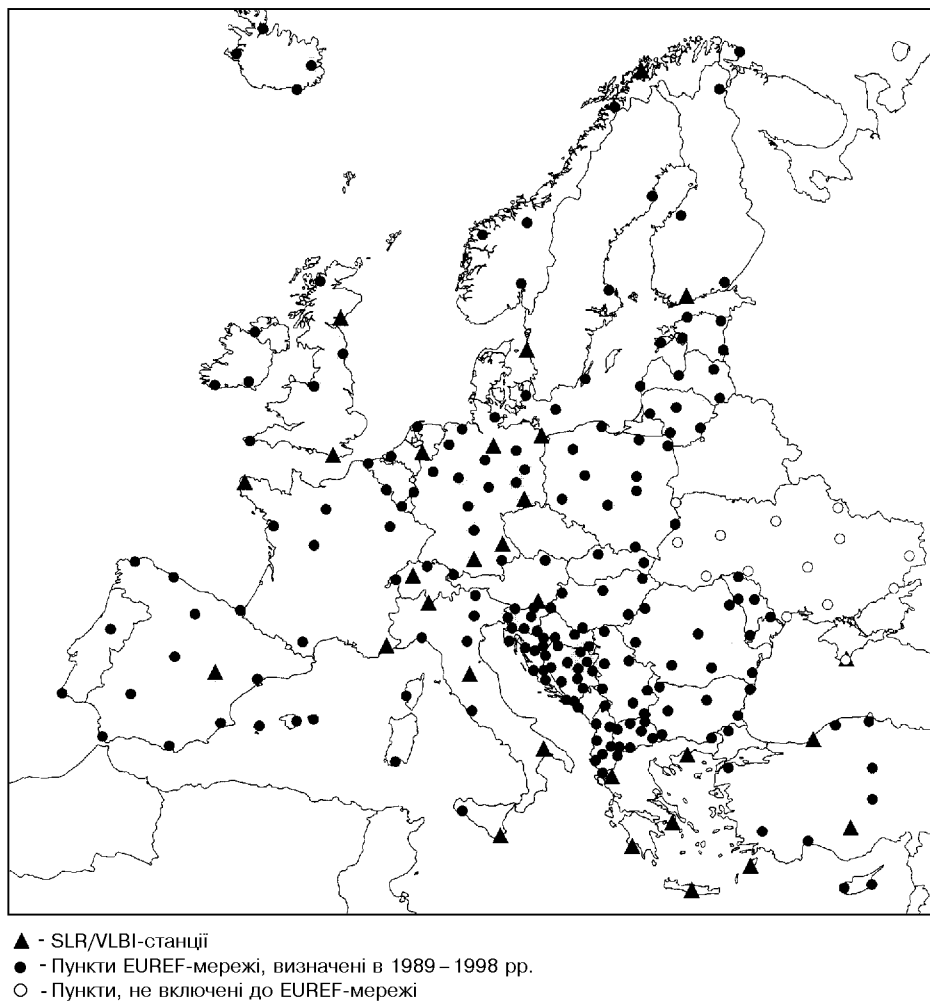 ▲ - SLR/VLBI-станції
● - Пункти EUREF-мережі, визначені в 1989 – 1998 рр.
○ - Пункти, не включені до EUREF-мережі